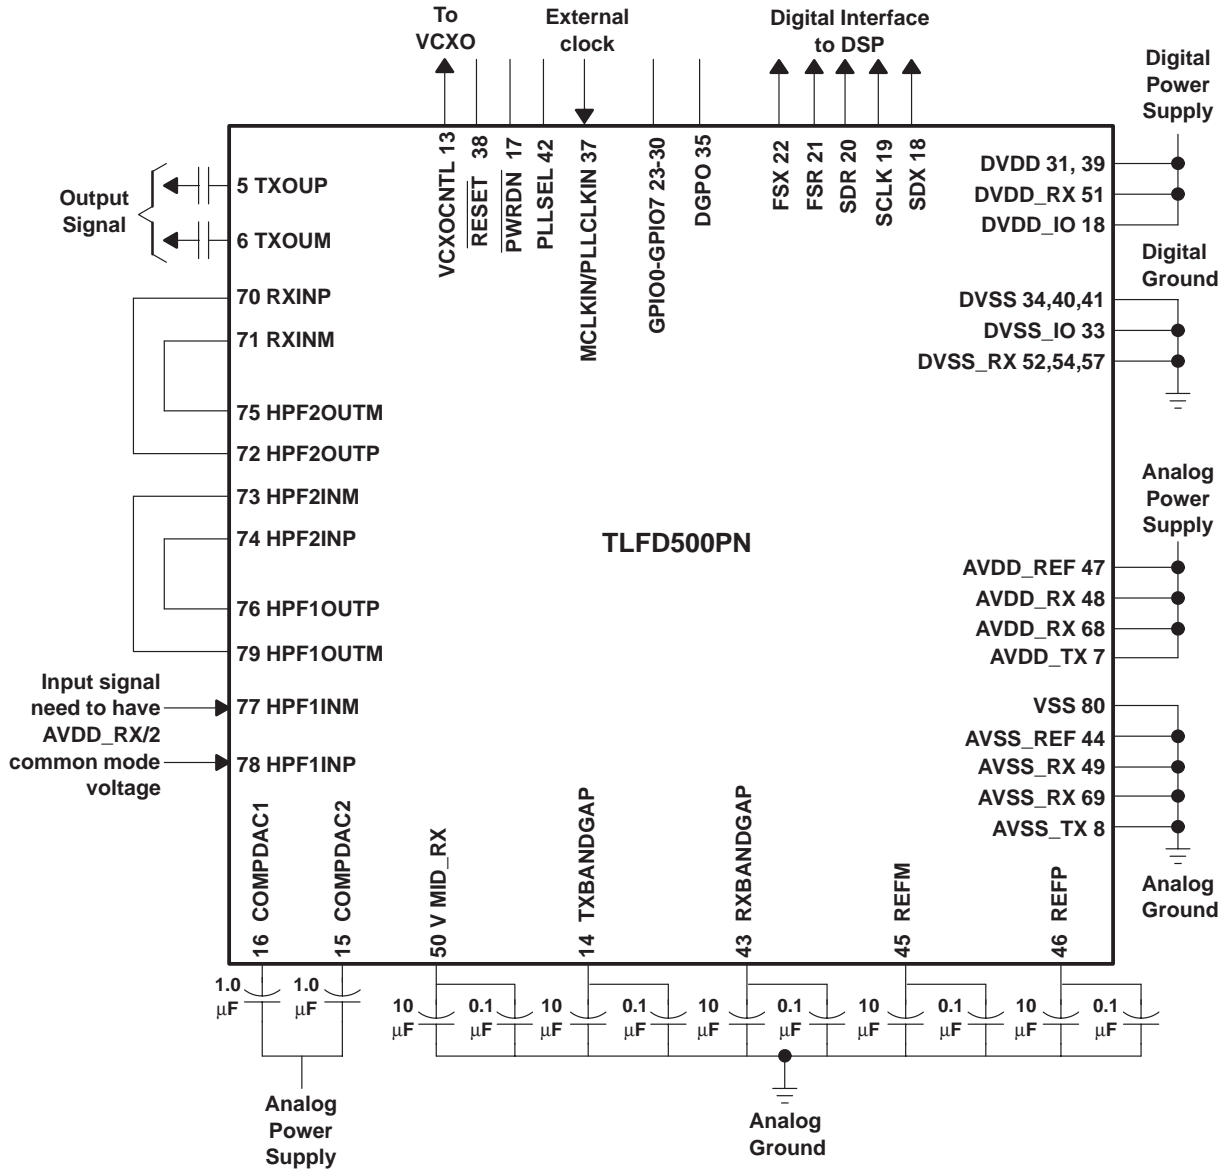 To
VCXO
External
clock
Digital Interface
to DSP
Digital
Power
Supply
VCXOCNTL 13
RESET 38
PWRDN 17
PLLSEL 42
MCLKIN/PLLCLKIN 37
GPIO0-GPIO7 23-30
DGPO 35
FSX 22
FSR 21
SDR 20
SCLK 19
SDX 18
Output
Signal
5 TXOUP
6 TXOUM
70 RXINP
71 RXINM
75 HPF2OUTM
72 HPF2OUTP
73 HPF2INM
74 HPF2INP
76 HPF1OUTP
79 HPF1OUTM
77 HPF1INM
78 HPF1INP
Input signal
need to have
AVDD_RX/2
common mode
voltage
TLFD500PN
DVDD 31, 39
DVDD_RX 51
DVDD_IO 18
Digital
Ground
DVSS 34,40,41
DVSS_IO 33
DVSS_RX 52,54,57
Analog
Power
Supply
AVDD_REF 47
AVDD_RX 48
AVDD_RX 68
AVDD_TX 7
VSS 80
AVSS_REF 44
AVSS_RX 49
AVSS_RX 69
AVSS_TX 8
Analog
Ground
16 COMPDAC1
15 COMPDAC2
50 V MID_RX
14 TXBANDGAP
43 RXBANDGAP
45 REFM
46 REFP
1.0
μF
1.0
μF
10
μF
0.1
μF
10
μF
0.1
μF
10
μF
0.1
μF
10
μF
0.1
μF
10
μF
0.1
μF
Analog
Power
Supply
Analog
Ground